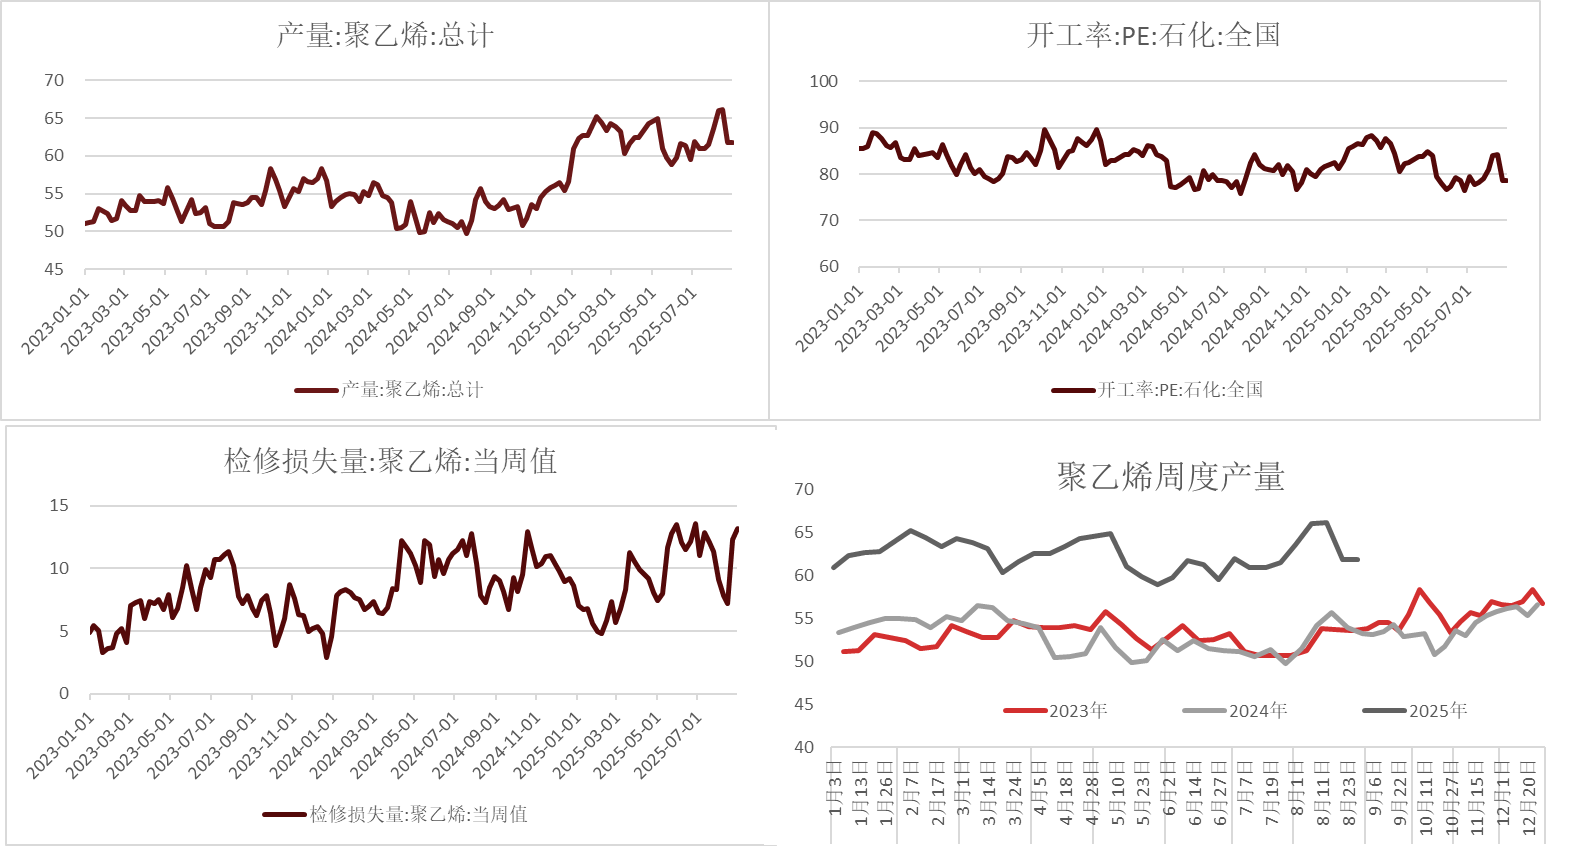 产量:聚乙烯:总计
70
65
60
55
50
45
2023-01-01
2023-03-01
2023-05-01
2023-07-01
2023-09-01
2023-11-01
2024-01-01
2024-03-01
2024-05-01
2024-07-01
2024-09-01
2024-11-01
2025-01-01
2025-03-01
2025-05-01
2025-07-01
产量:聚乙烯:总计
开工率:PE:石化:全国
100
90
80
70
60
2023-01-01
2023-03-01
2023-05-01
2023-07-01
2023-09-01
2023-11-01
2024-01-01
2024-03-01
2024-05-01
2024-07-01
2024-09-01
2024-11-01
2025-01-01
2025-03-01
2025-05-01
2025-07-01
开工率:PE:石化:全国
检修损失量:聚乙烯:当周值
15
10
5
0
2023-01-01
2023-03-01
2023-05-01
2023-07-01
2023-09-01
2023-11-01
2024-01-01
2024-03-01
2024-05-01
2024-07-01
2024-09-01
2024-11-01
2025-01-01
2025-03-01
2025-05-01
2025-07-01
检修损失量:聚乙烯:当周值
聚乙烯周度产量
70
65
60
55
50
45
40
2023年
2024年
2025年
1月3日
1月13日
1月26日
2月7日
2月17日
3月1日
3月14日
3月24日
4月5日
4月18日
4月28日
5月10日
5月23日
6月2日
6月14日
6月27日
7月7日
7月19日
8月1日
8月11日
8月23日
9月6日
9月22日
10月11日
10月27日
11月15日
12月1日
12月20日